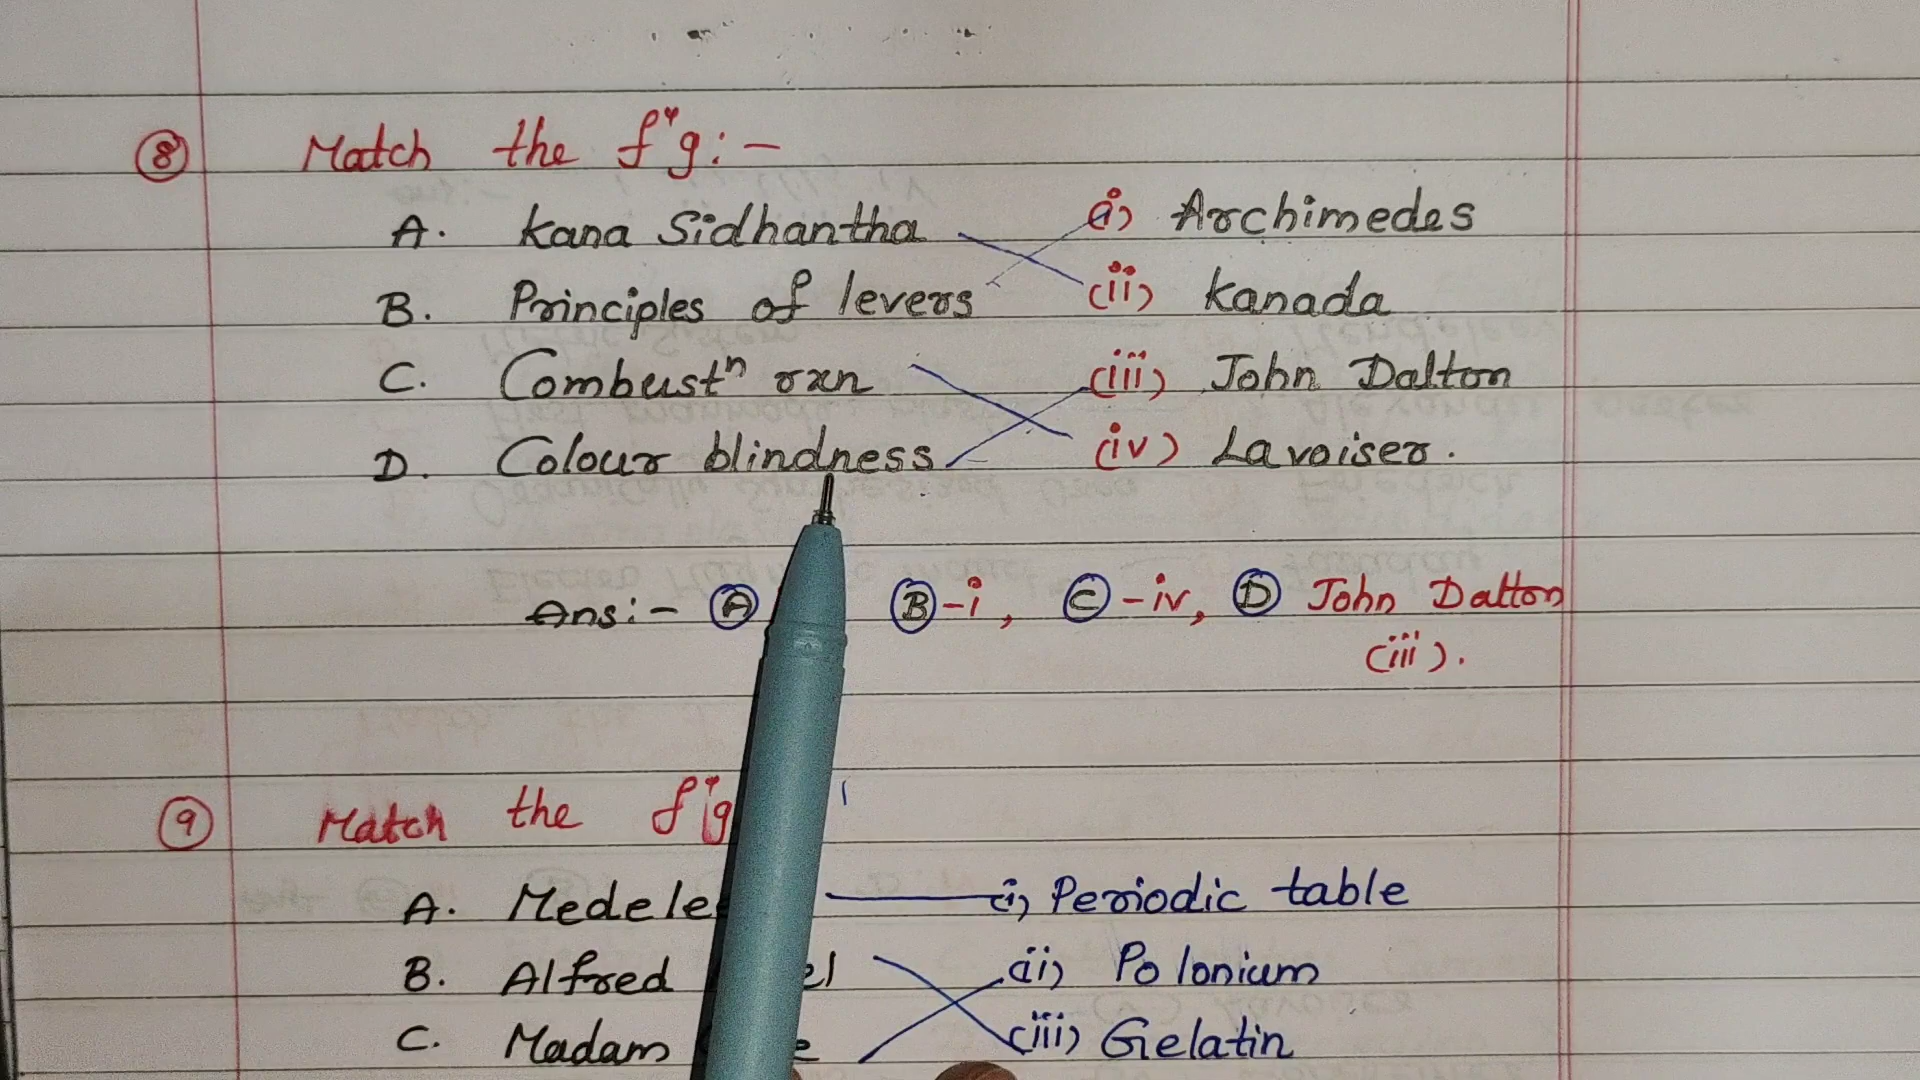 8 Match the f"g:-
A. Kana Sidhantha i) Archimedes
B. Principles of levers (ii) Kanada
C. Combustⁿ rxn (iii) John Dalton
D. Colour blindness (iv) Lavoiser.
Ans:- A B-i, C-iv, D John Dalton
(iii).
9 Match the f"g
A. i) Periodic table
B. Alfred ii) Polonium
C. Madam (iii) Gelatin